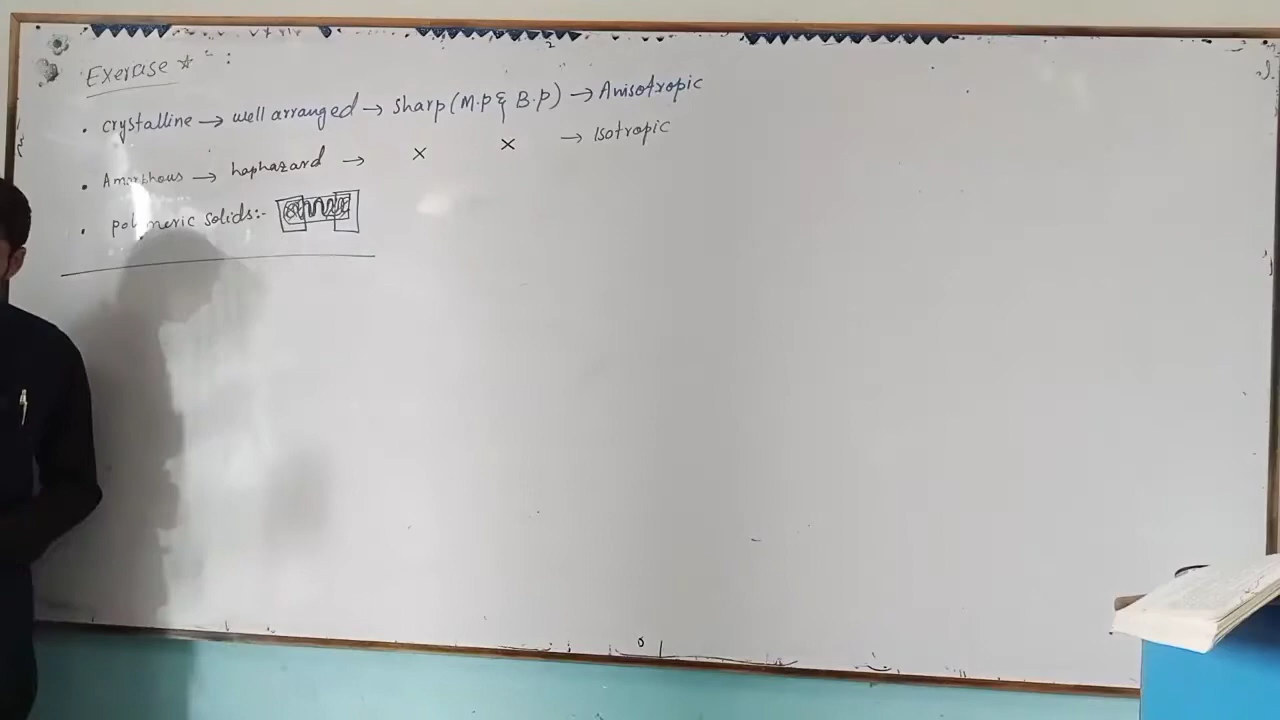 Exercise * :
. crystalline → well arranged → sharp (M.p & B.p) → Anisotropic
. Amorphous → haphazard → × × → Isotropic
. polymeric solids:-